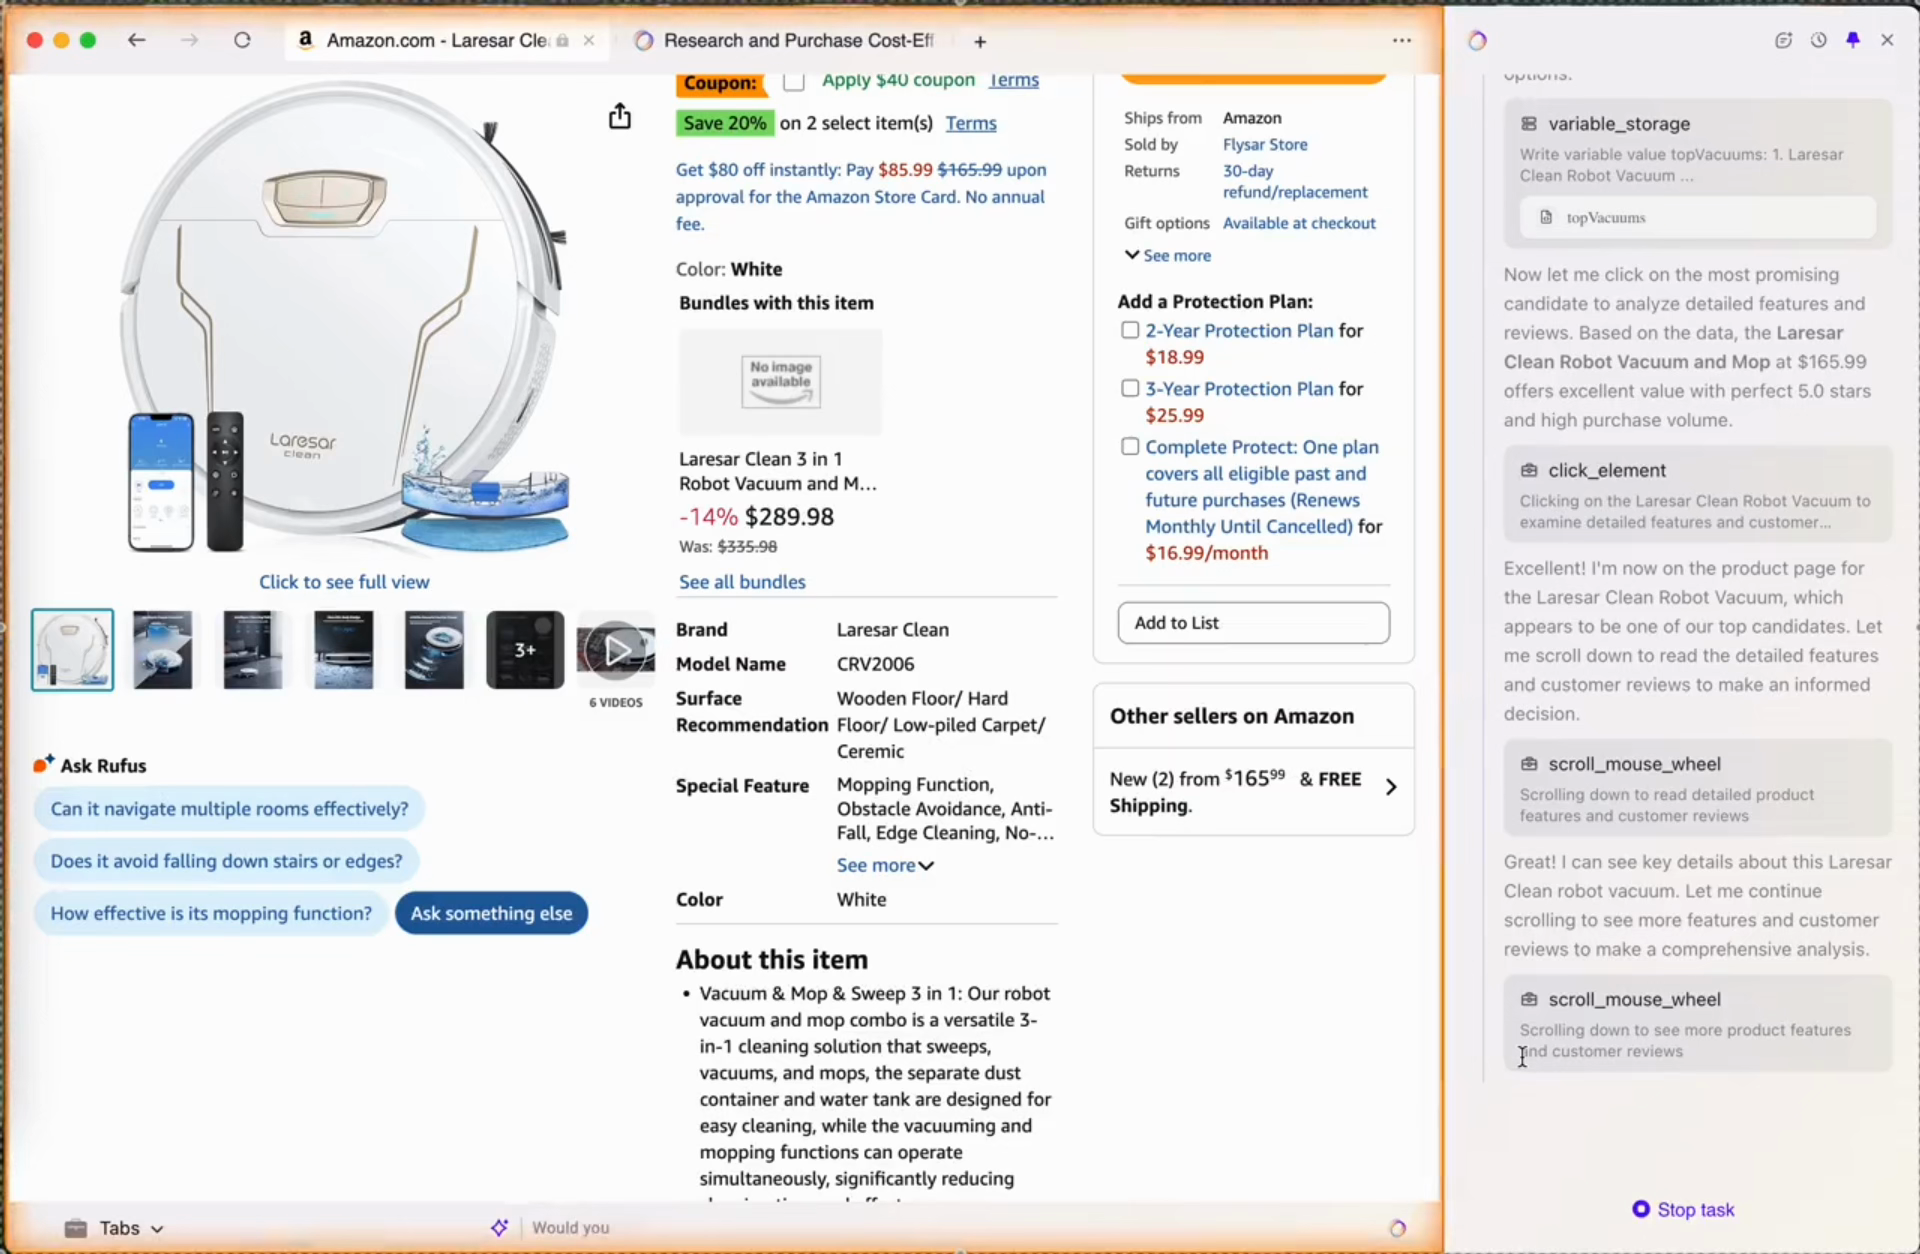 Amazon.com - Laresar Cle
Research and Purchase Cost-Eff
Coupon: Apply $40 coupon Terms
Save 20% on 2 select item(s) Terms
Get $80 off instantly: Pay $85.99 $165.99 upon
approval for the Amazon Store Card. No annual
fee.
Color: White
Bundles with this item
No image
available
Laresar Clean 3 in 1
Robot Vacuum and M...
-14% $289.98
Was: $335.98
See all bundles
Laresar
clean
Click to see full view
3+
6 VIDEOS
Ask Rufus
Can it navigate multiple rooms effectively?
Does it avoid falling down stairs or edges?
How effective is its mopping function?
Ask something else
Brand Laresar Clean
Model Name CRV2006
Surface Wooden Floor/ Hard
Recommendation Floor/ Low-piled Carpet/
Ceremic
Special Feature Mopping Function,
Obstacle Avoidance, Anti-
Fall, Edge Cleaning, No-...
See more
Color White
About this item
• Vacuum & Mop & Sweep 3 in 1: Our robot
vacuum and mop combo is a versatile 3-
in-1 cleaning solution that sweeps,
vacuums, and mops, the separate dust
container and water tank are designed for
easy cleaning, while the vacuuming and
mopping functions can operate
simultaneously, significantly reducing
Ships from Amazon
Sold by Flysar Store
Returns 30-day
refund/replacement
Gift options Available at checkout
See more
Add a Protection Plan:
2-Year Protection Plan for
$18.99
3-Year Protection Plan for
$25.99
Complete Protect: One plan
covers all eligible past and
future purchases (Renews
Monthly Until Cancelled) for
$16.99/month
Add to List
Other sellers on Amazon
New (2) from $16599 & FREE
Shipping.
Tabs
Would you
options.
variable_storage
Write variable value topVacuums: 1. Laresar
Clean Robot Vacuum ...
topVacuums
Now let me click on the most promising
candidate to analyze detailed features and
reviews. Based on the data, the Laresar
Clean Robot Vacuum and Mop at $165.99
offers excellent value with perfect 5.0 stars
and high purchase volume.
click_element
Clicking on the Laresar Clean Robot Vacuum to
examine detailed features and customer...
Excellent! I'm now on the product page for
the Laresar Clean Robot Vacuum, which
appears to be one of our top candidates. Let
me scroll down to read the detailed features
and customer reviews to make an informed
decision.
scroll_mouse_wheel
Scrolling down to read detailed product
features and customer reviews
Great! I can see key details about this Laresar
Clean robot vacuum. Let me continue
scrolling to see more features and customer
reviews to make a comprehensive analysis.
scroll_mouse_wheel
Scrolling down to see more product features
and customer reviews
Stop task